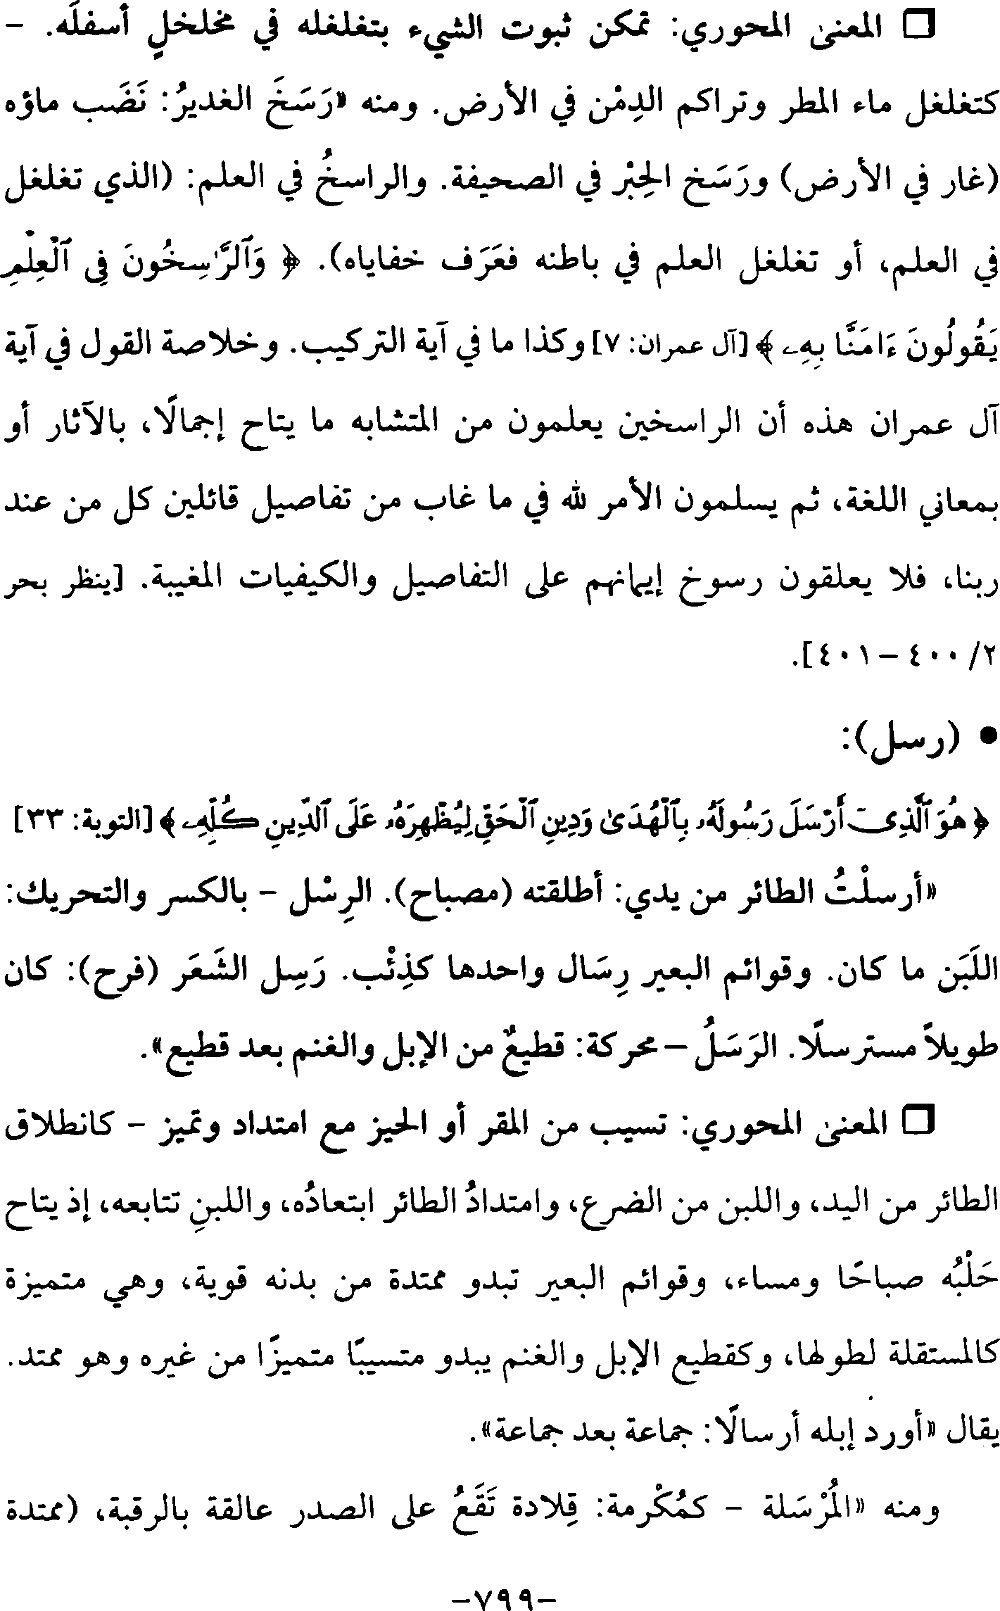 ❑ المعنى المحوري: تمكن ثبوت الشيء بتغلغله في مخلخلٍ أسفلَه. –
كتغلغل ماء المطر وتراكم الدِمْن في الأرض. ومنه «رَسَخَ الغديرُ: نَضَب ماؤه
(غار في الأرض) ورَسَخ الحِبْر في الصحيفة. والراسخُ في العلم: (الذي تغلغل
في العلم، أو تغلغل العلم في باطنه فعَرَف خفاياه). ﴿ وَٱلرَّٰسِخُونَ فِي ٱلْعِلْمِ
يَقُولُونَ ءَامَنَّا بِهِۦ ﴾ [آل عمران: ٧] وكذا ما في آية التركيب. وخلاصة القول في آية
آل عمران هذه أن الراسخين يعلمون من المتشابه ما يتاح إجمالًا، بالآثار أو
بمعاني اللغة، ثم يسلمون الأمر لله في ما غاب من تفاصيل قائلين كل من عند
ربنا، فلا يعلقون رسوخ إيمانهم على التفاصيل والكيفيات المغيبة. [ينظر بحر
٢/ ٤٠٠ – ٤٠١].
● (رسل):
﴿ هُوَ ٱلَّذِىٓ أَرْسَلَ رَسُولَهُۥ بِٱلْهُدَىٰ وَدِينِ ٱلْحَقِّ لِيُظْهِرَهُۥ عَلَى ٱلدِّينِ كُلِّهِۦ ﴾ [التوبة: ٣٣]
«أرسلْتُ الطائر من يدي: أطلقته (مصباح). الرِسْل – بالكسر والتحريك:
اللَبَن ما كان. وقوائم البعير رِسَال واحدها كذِئْب. رَسِل الشَعَر (فرح): كان
طويلاً مسترسلًا. الرَسَلُ – محركة: قطيعٌ من الإبل والغنم بعد قطيع».
❑ المعنى المحوري: تسيب من المقر أو الحيز مع امتداد وتميز – كانطلاق
الطائر من اليد، واللبن من الضرع، وامتدادُ الطائر ابتعادُه، واللبنِ تتابعه، إذ يتاح
حَلْبُه صباحًا ومساء، وقوائم البعير تبدو ممتدة من بدنه قوية، وهي متميزة
كالمستقلة لطولها، وكقطيع الإبل والغنم يبدو متسيبًا متميزًا من غيره وهو ممتد.
يقال «أورد إبله أرسالًا: جماعة بعد جماعة».
ومنه «المُرْسَلة – كمُكْرمة: قِلادة تَقَعُ على الصدر عالقة بالرقبة، (ممتدة
-٧٩٩-